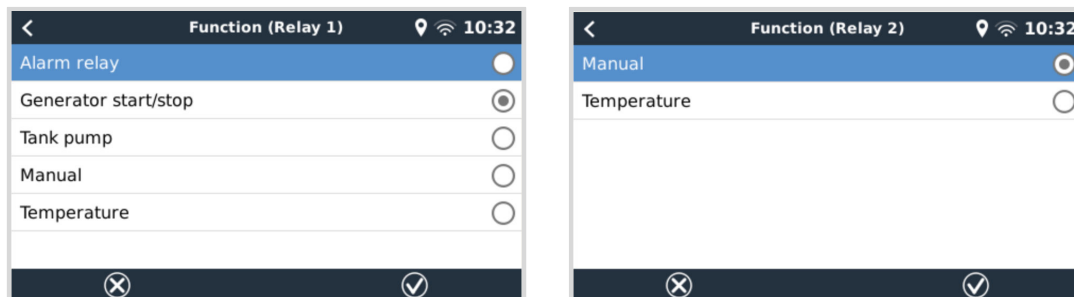 Function (Relay 1) 10:32
Alarm relay
Generator start/stop
Tank pump
Manual
Temperature
Function (Relay 2) 10:32
Manual
Temperature